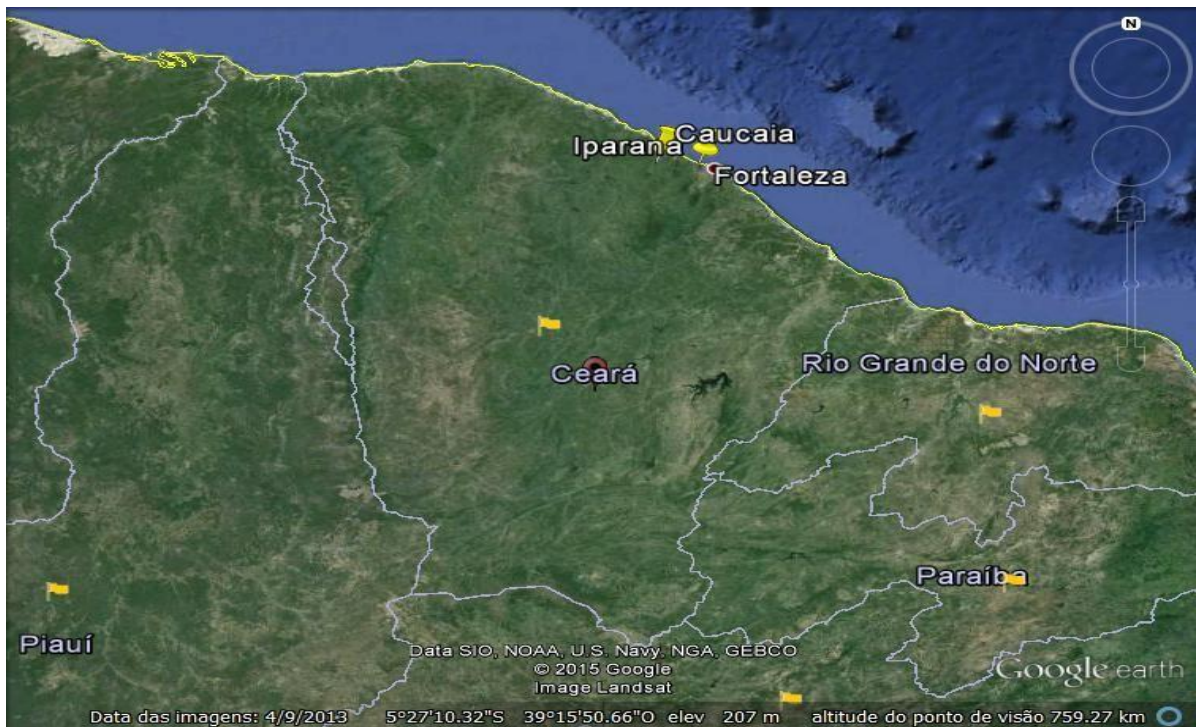 N
Caucaia
Iparana
Fortaleza
Ceará
Rio Grande do Norte
Paraíba
Piauí
Data SIO, NOAA, U.S. Navy, NGA, GEBCO
© 2015 Google
Image Landsat
Google earth
Data das imagens: 4/9/2013 5°27'10.32"S 39°15'50.66"O elev 207 m altitude do ponto de visão 759.27 km